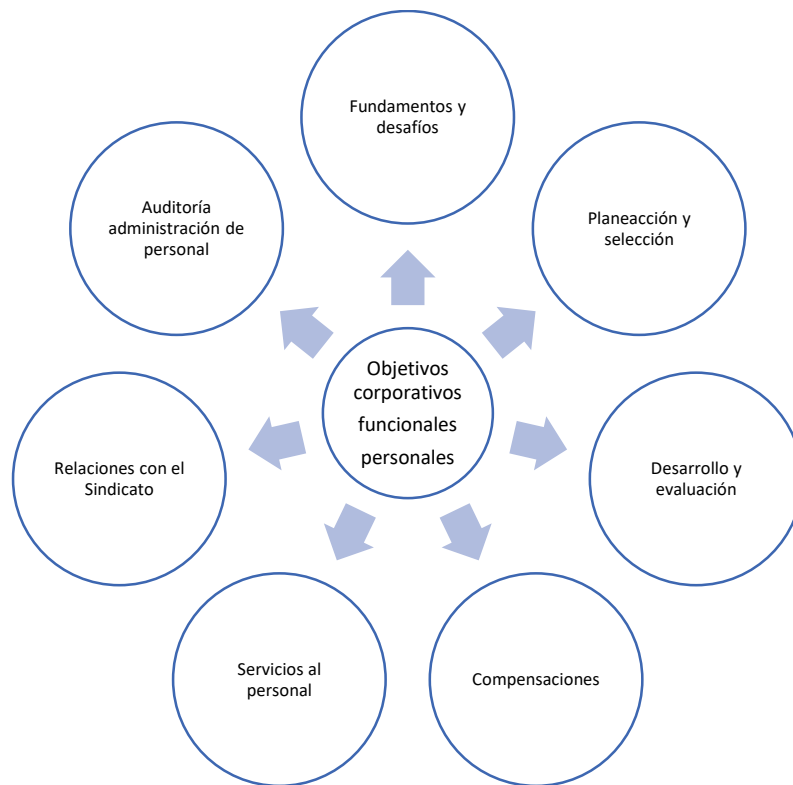 Fundamentos y
desafíos
Planeacción y
selección
Desarrollo y
evaluación
Compensaciones
Servicios al
personal
Relaciones con el
Sindicato
Auditoría
administración de
personal
Objetivos
corporativos
funcionales
personales